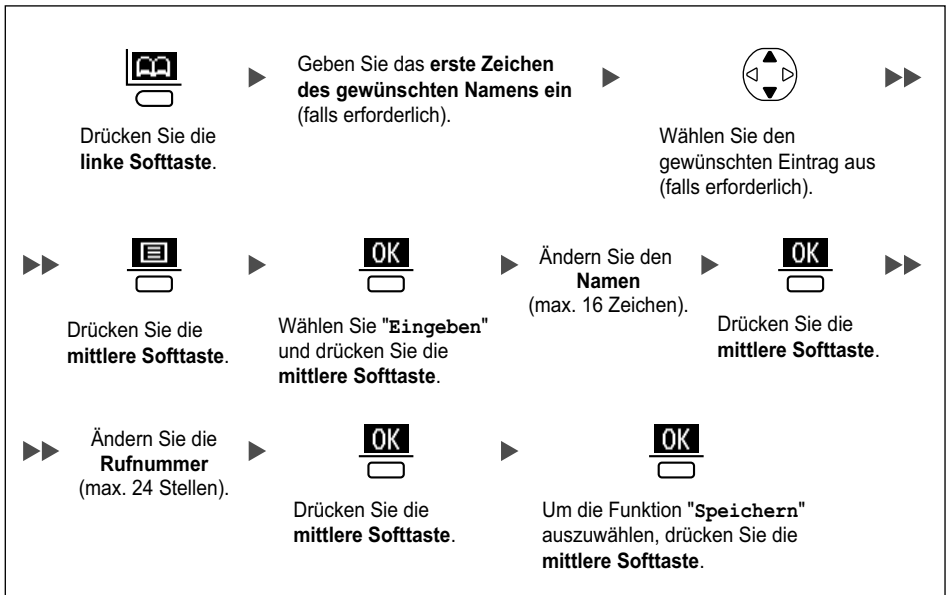 Drücken Sie die
linke Softtaste.
Geben Sie das erste Zeichen
des gewünschten Namens ein
(falls erforderlich).
Wählen Sie den
gewünschten Eintrag aus
(falls erforderlich).
Drücken Sie die
mittlere Softtaste.
OK
Wählen Sie "Eingeben"
und drücken Sie die
mittlere Softtaste.
Ändern Sie den
Namen
(max. 16 Zeichen).
OK
Drücken Sie die
mittlere Softtaste.
Ändern Sie die
Rufnummer
(max. 24 Stellen).
OK
Drücken Sie die
mittlere Softtaste.
OK
Um die Funktion "Speichern"
auszuwählen, drücken Sie die
mittlere Softtaste.